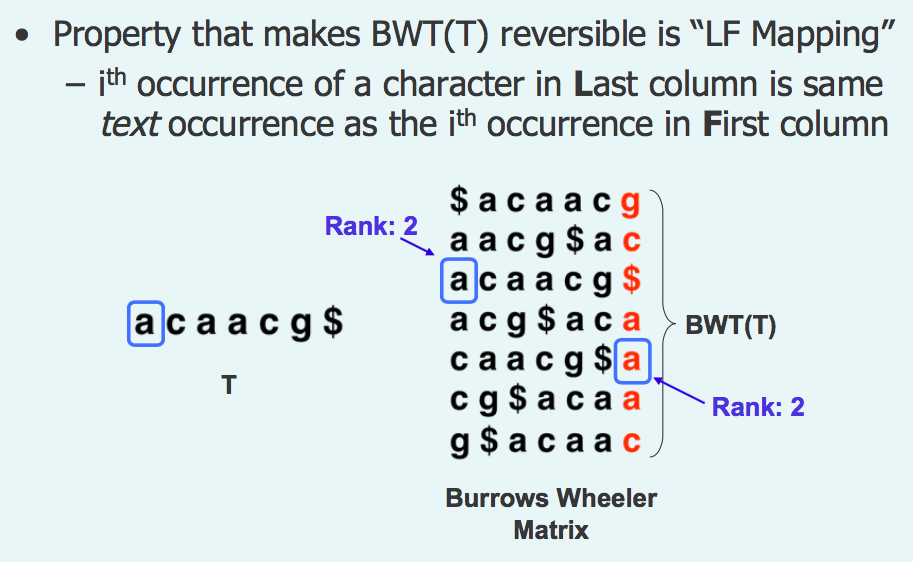 • Property that makes BWT(T) reversible is “LF Mapping”
– ith occurrence of a character in Last column is same
text occurrence as the ith occurrence in First column
$ a c a a c g
Rank: 2
a a c g $ a c
a c a a c g $
a c a a c g $
a c g $ a c a
BWT(T)
c a a c g $ a
T
c g $ a c a a
Rank: 2
g $ a c a a c
Burrows Wheeler
Matrix